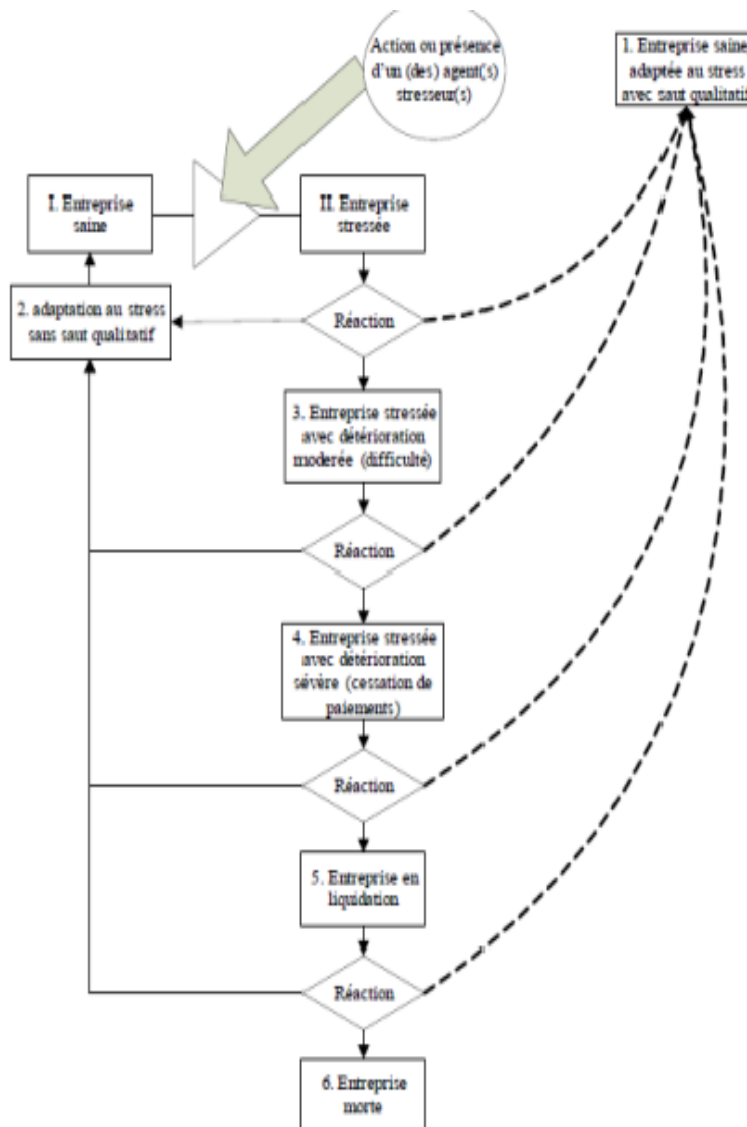 Action ou présence
d'un (des) agent(s)
stresseur(s)
1. Entreprise saine
adaptée au stress
avec saut qualitatif
I. Entreprise
saine
II. Entreprise
stressée
2. adaptation au stress
sans saut qualitatif
Réaction
3. Entreprise stressée
avec détérioration
moderée (difficulté)
Réaction
4. Entreprise stressée
avec détérioration
sévère (cessation de
paiements)
Réaction
5. Entreprise en
liquidation
Réaction
6. Entreprise
morte